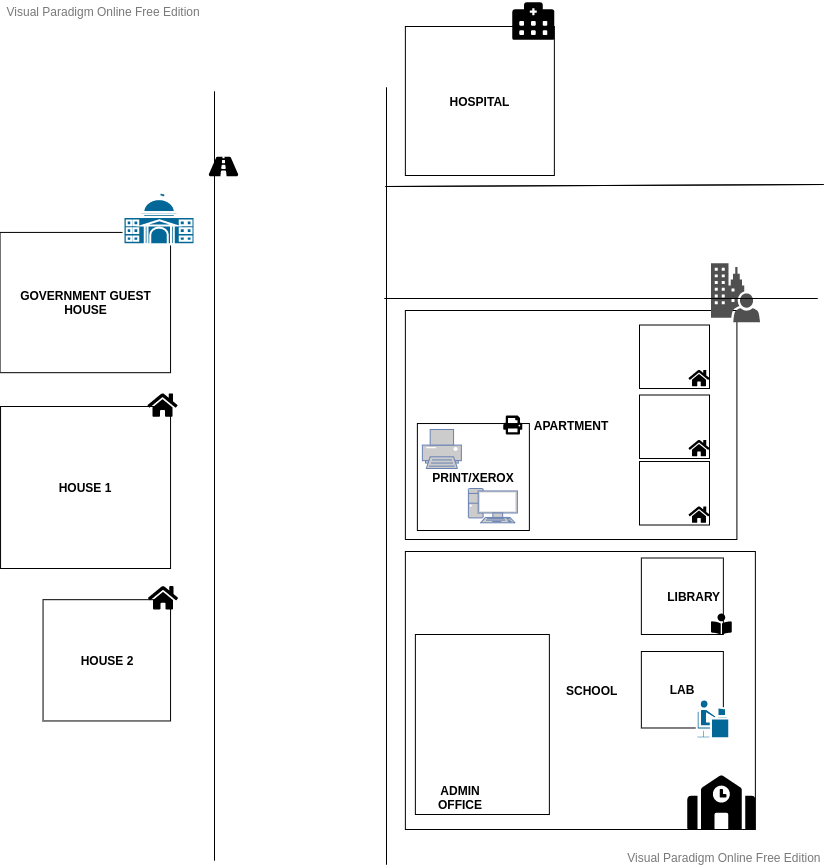 Visual Paradigm Online Free Edition
HOSPITAL
GOVERNMENT GUEST
HOUSE
APARTMENT
PRINT/XEROX
HOUSE 1
LIBRARY
HOUSE 2
SCHOOL
LAB
ADMIN
OFFICE
Visual Paradigm Online Free Edition